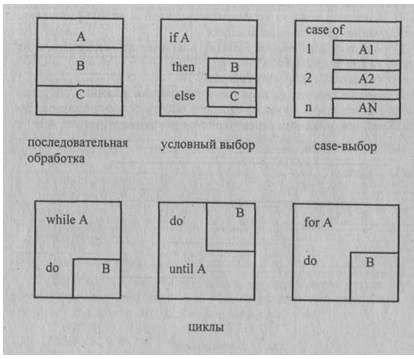 A
B
C
if A
then B
else C
case of
1 A1
2 A2
n AN
последовательная
обработка
условный выбор
case-выбор
while A
do B
do B
until A
for A
do B
циклы